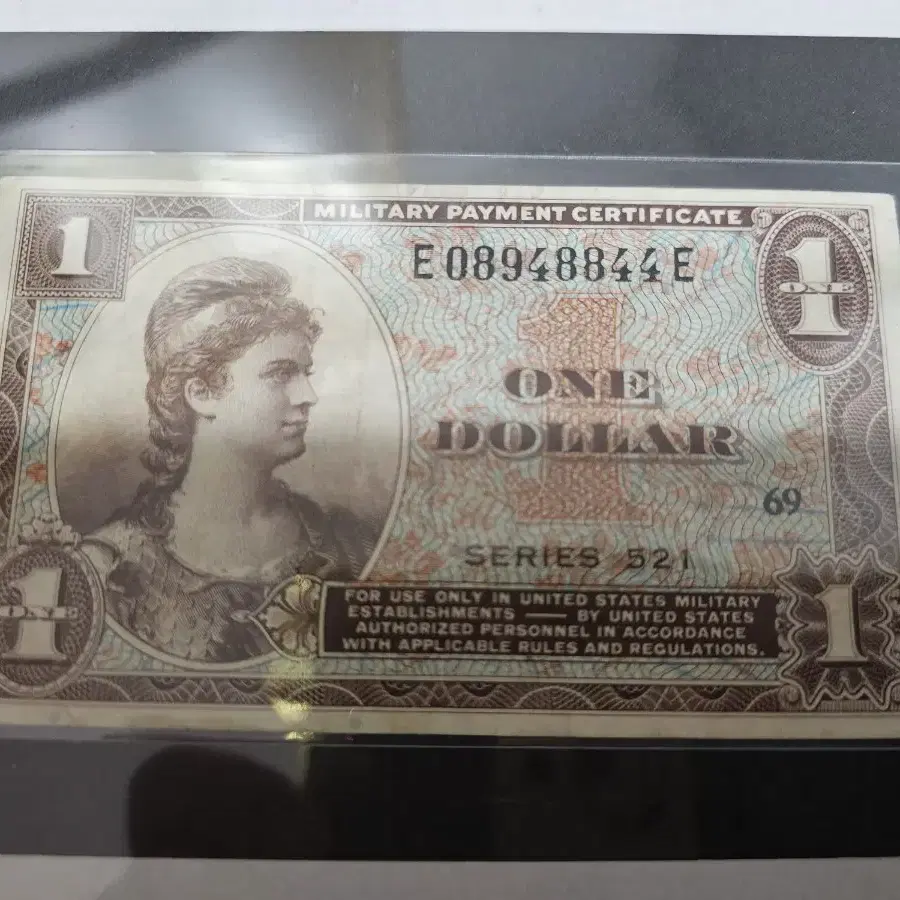 MILITARY PAYMENT CERTIFICATE
1
E08948844E
1
ONE
ONE
DOLLAR
69
SERIES 521
1
ONE
FOR USE ONLY IN UNITED STATES MILITARY
ESTABLISHMENTS — BY UNITED STATES
AUTHORIZED PERSONNEL IN ACCORDANCE
WITH APPLICABLE RULES AND REGULATIONS.
1